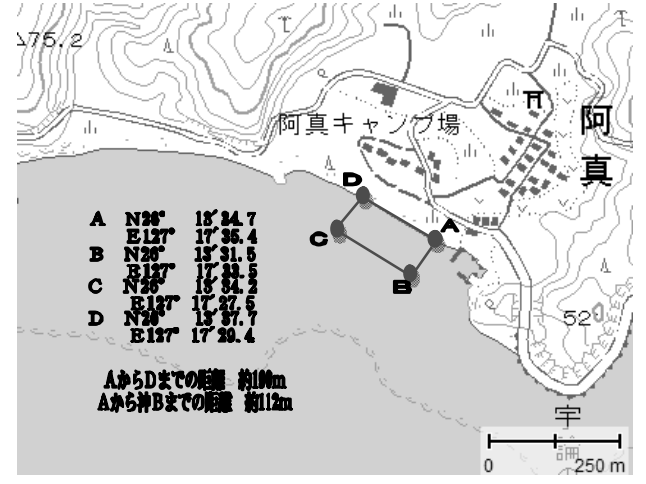 75.2
阿真キャンプ場
阿真
D
A
C
B
A N26° 13′34.7
E127° 17′35.4
B N26° 13′31.5
E127° 17′33.5
C N26° 13′34.2
E127° 17′27.5
D N26° 13′37.7
E127° 17′29.4
AからDまでの距離 約190m
Aから沖Bまでの距離 約112m
52
宇
論
0 250 m